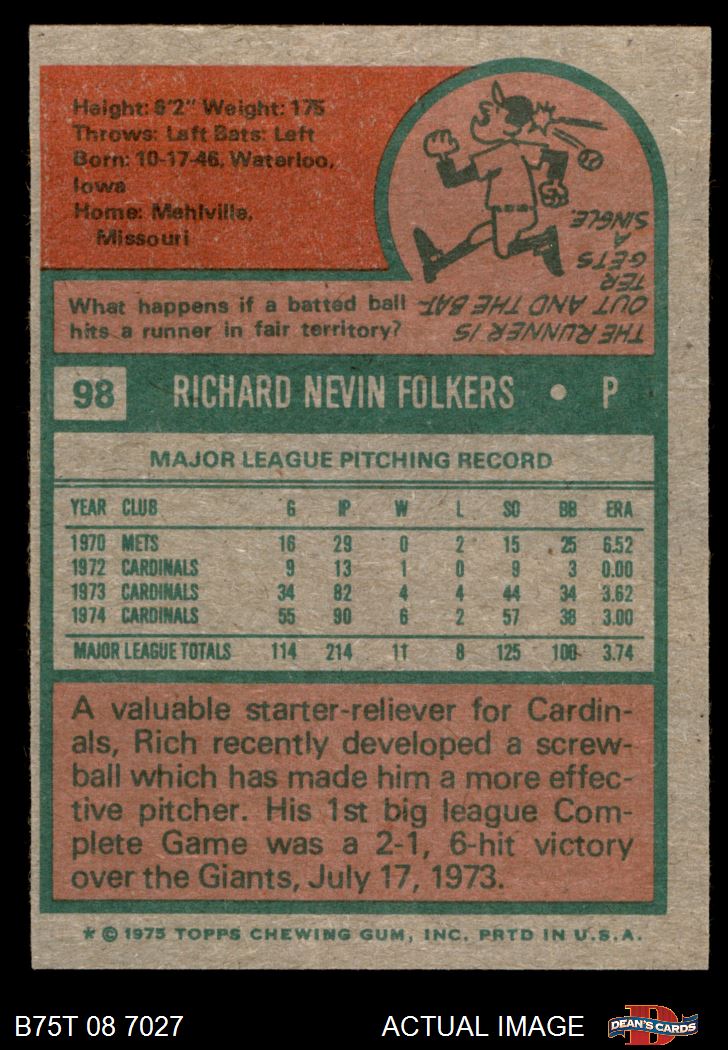 Height: 6'2" Weight: 175
Throws: Left Bats: Left
Born: 10-17-46, Waterloo,
Iowa
Home: Mehlville,
Missouri
What happens if a batted ball
hits a runner in fair territory?
THE RUNNER IS
OUT AND THE BAT-
TER
GETS
A
SINGLE.
98 RICHARD NEVIN FOLKERS • P
MAJOR LEAGUE PITCHING RECORD
YEAR CLUB G IP W L SO BB ERA
1970 METS 16 29 0 2 15 25 6.52
1972 CARDINALS 9 13 1 0 9 3 0.00
1973 CARDINALS 34 82 4 4 44 34 3.62
1974 CARDINALS 55 90 6 2 57 38 3.00
MAJOR LEAGUE TOTALS 114 214 11 8 125 100 3.74
A valuable starter-reliever for Cardin-
als, Rich recently developed a screw-
ball which has made him a more effec-
tive pitcher. His 1st big league Com-
plete Game was a 2-1, 6-hit victory
over the Giants, July 17, 1973.
* © 1975 TOPPS CHEWING GUM, INC. PRTD IN U.S.A.
B75T 08 7027 ACTUAL IMAGE D DEAN'S CARDS